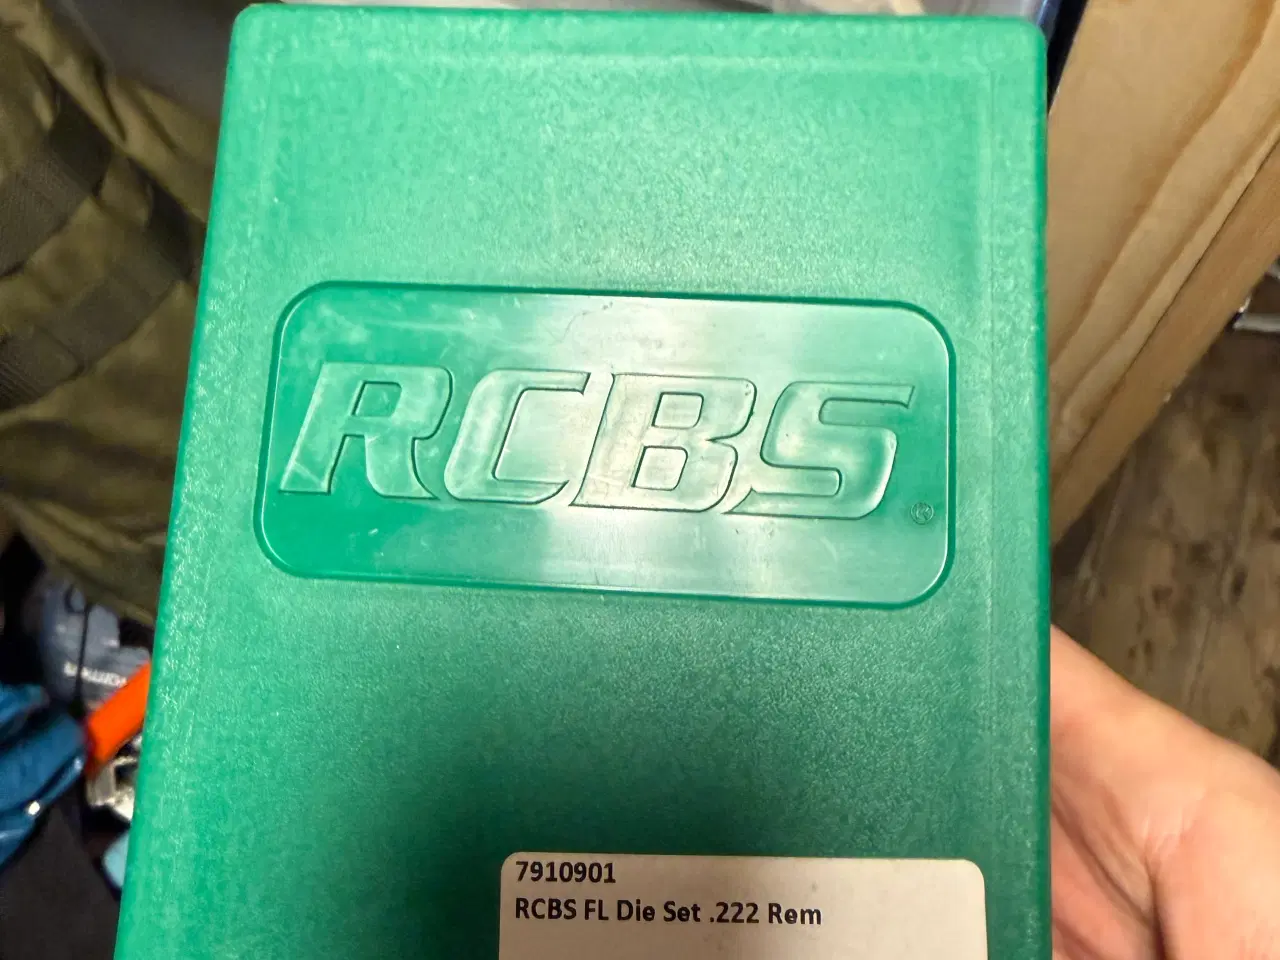 RCBS
®
7910901
RCBS FL Die Set .222 Rem